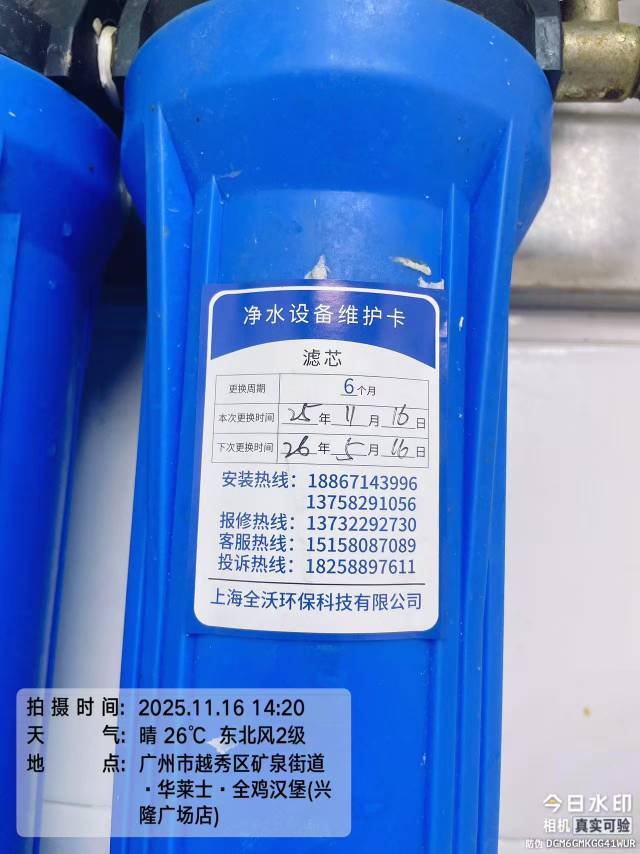 净水设备维护卡
滤芯
更换周期 6个月
本次更换时间 25年11月16日
下次更换时间 26年5月16日
安装热线：18867143996
13758291056
报修热线：13732292730
客服热线：15158087089
投诉热线：18258897611
上海全沃环保科技有限公司
拍摄时间：2025.11.16 14:20
天气：晴 26℃ 东北风2级
地点：广州市越秀区矿泉街道
·华莱士·全鸡汉堡(兴
隆广场店)
今日水印
相机 真实可验
防伪 DGM6GMKGG41WUR